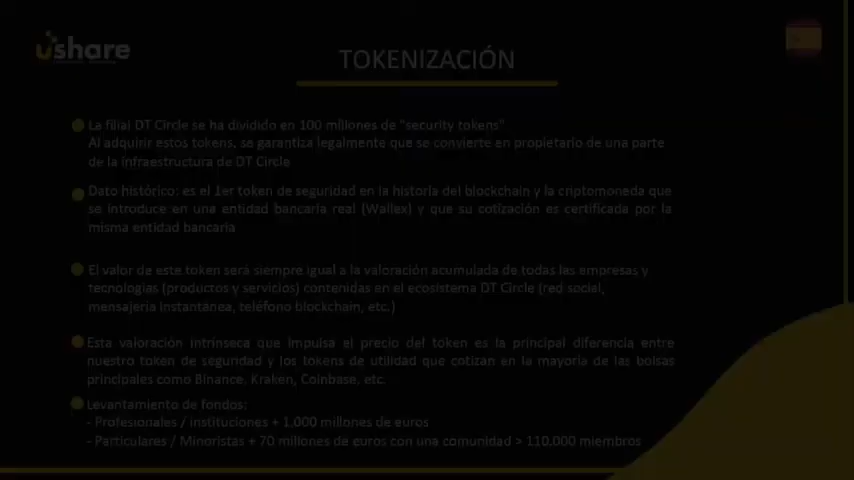 ushare
TOKENIZACIÓN
La filial DT Circle se ha dividido en 100 millones de "security tokens"
Al adquirir estos tokens, se garantiza legalmente que se convierte en propietario de una parte
de la infraestructura de DT Circle
Dato histórico: es el 1er token de seguridad en la historia del blockchain y la criptomoneda que
se introduce en una entidad bancaria real (Wallex) y que su cotización es certificada por la
misma entidad bancaria
El valor de este token será siempre igual a la valoración acumulada de todas las empresas y
tecnologías (productos y servicios) contenidas en el ecosistema DT Circle (red social,
mensajería instantánea, teléfono blockchain, etc.)
Esta valoración intrínseca que impulsa el precio del token es la principal diferencia entre
nuestro token de seguridad y los tokens de utilidad que cotizan en la mayoría de las bolsas
principales como Binance, Kraken, Coinbase, etc.
Levantamiento de fondos:
- Profesionales / instituciones + 1.000 millones de euros
- Particulares / Minoristas + 70 millones de euros con una comunidad > 110.000 miembros